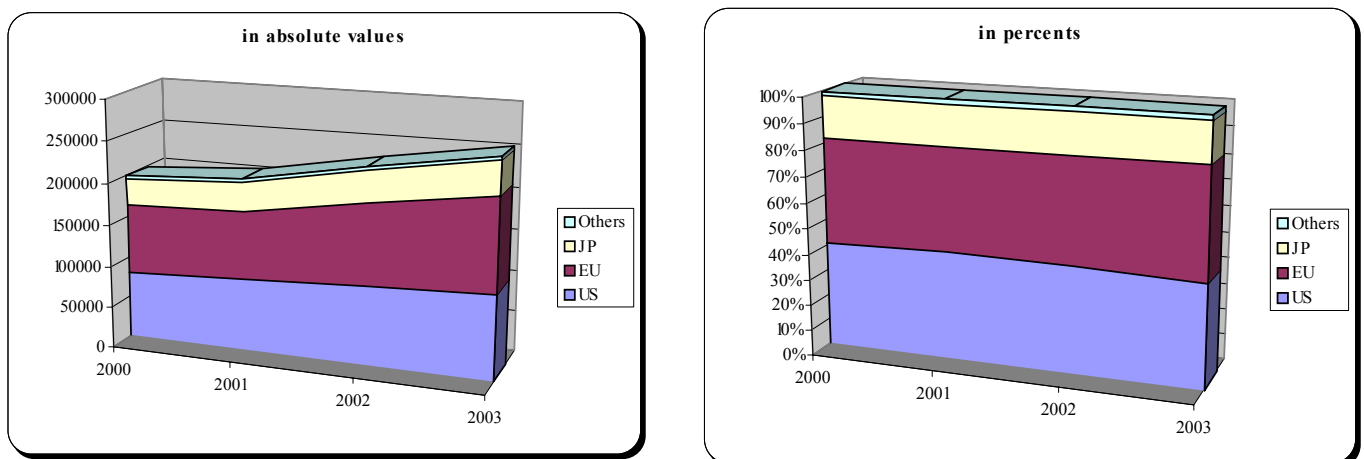 in absolute values
300000
250000
200000
150000
100000
50000
0
2000
2001
2002
2003
Others
JP
EU
US
in percents
100%
90%
80%
70%
60%
50%
40%
30%
20%
10%
0%
2000
2001
2002
2003
Others
JP
EU
US